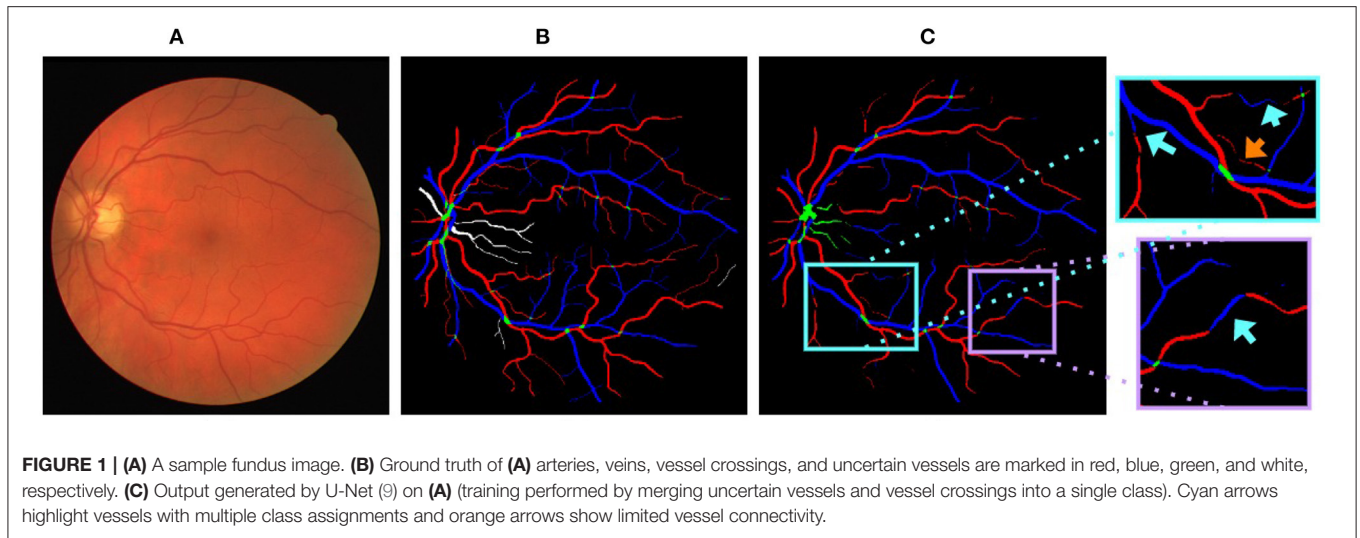 A
B
C
FIGURE 1 | (A) A sample fundus image. (B) Ground truth of (A) arteries, veins, vessel crossings, and uncertain vessels are marked in red, blue, green, and white,
respectively. (C) Output generated by U-Net (9) on (A) (training performed by merging uncertain vessels and vessel crossings into a single class). Cyan arrows
highlight vessels with multiple class assignments and orange arrows show limited vessel connectivity.